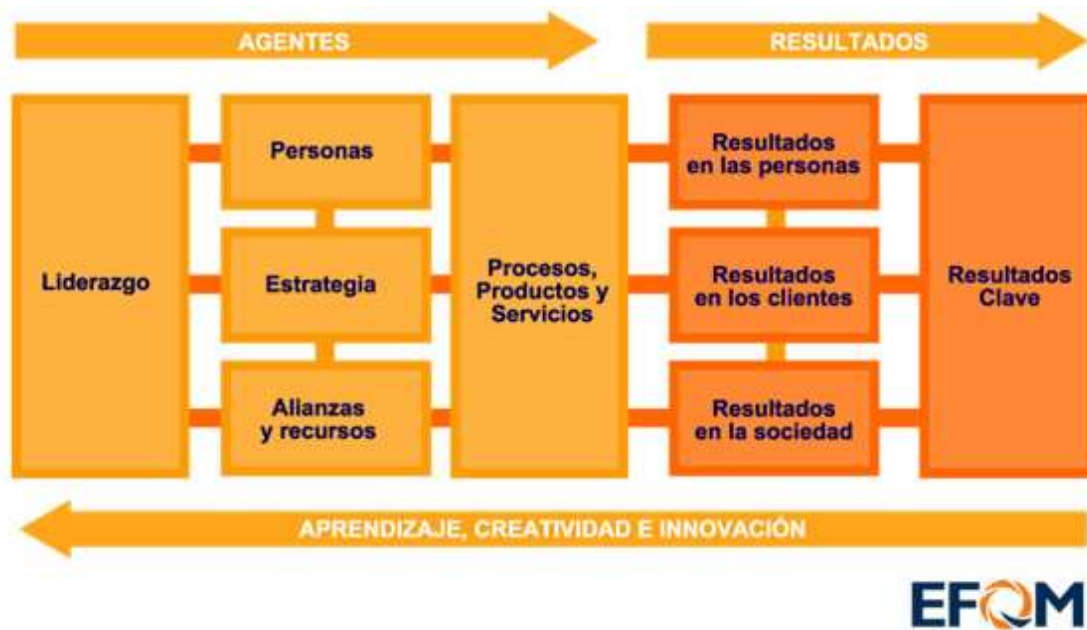 AGENTES
RESULTADOS
Liderazgo
Personas
Estrategia
Alianzas
y recursos
Procesos,
Productos y
Servicios
Resultados
en las personas
Resultados
en los clientes
Resultados
en la sociedad
Resultados
Clave
APRENDIZAJE, CREATIVIDAD E INNOVACIÓN
EFQM